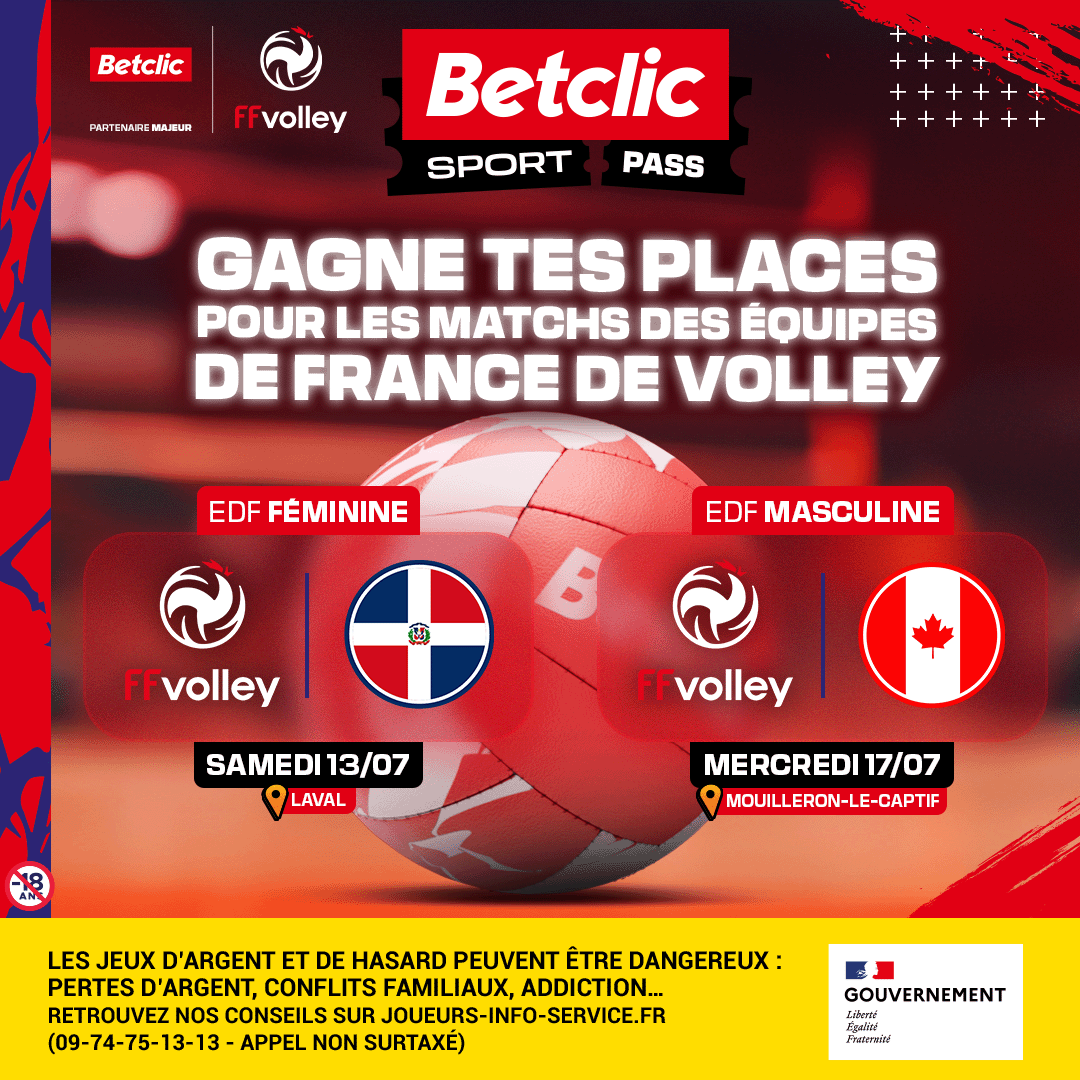 Betclic
PARTENAIRE MAJEUR
FFvolley
Betclic
SPORT PASS
GAGNE TES PLACES
POUR LES MATCHS DES ÉQUIPES
DE FRANCE DE VOLLEY
B
EDF FÉMININE
EDF MASCULINE
FFvolley
FFvolley
SAMEDI 13/07
LAVAL
MERCREDI 17/07
MOUILLERON-LE-CAPTIF
-18
ANS
LES JEUX D'ARGENT ET DE HASARD PEUVENT ÊTRE DANGEREUX :
PERTES D'ARGENT, CONFLITS FAMILIAUX, ADDICTION...
RETROUVEZ NOS CONSEILS SUR JOUEURS-INFO-SERVICE.FR
(09-74-75-13-13 - APPEL NON SURTAXÉ)
GOUVERNEMENT
Liberté
Égalité
Fraternité